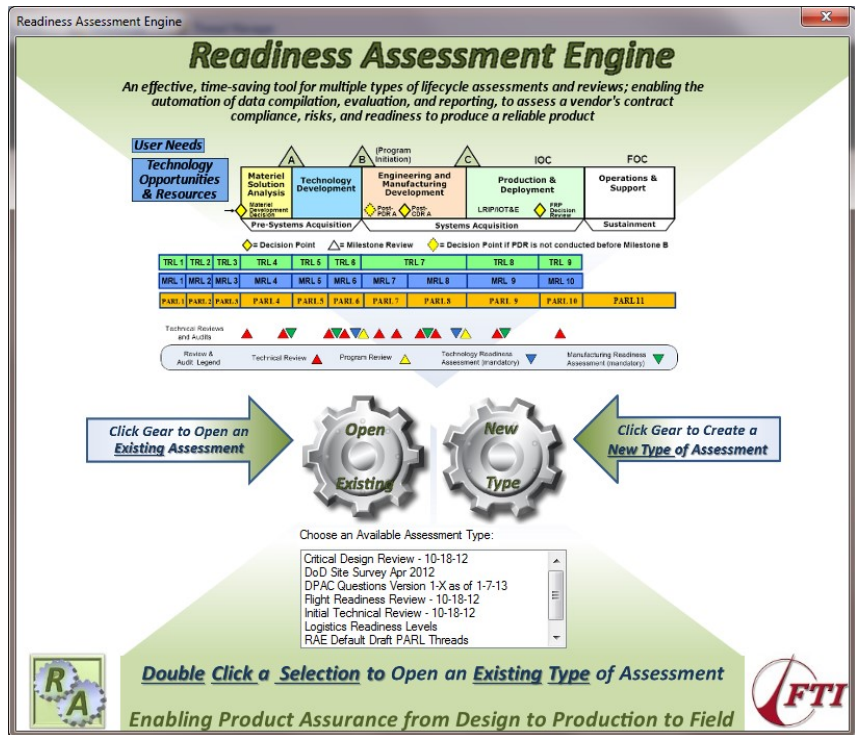 Readiness Assessment Engine
Readiness Assessment Engine
An effective, time-saving tool for multiple types of lifecycle assessments and reviews; enabling the
automation of data compilation, evaluation, and reporting, to assess a vendor's contract
compliance, risks, and readiness to produce a reliable product
User Needs
Technology
Opportunities
& Resources
A
B
(Program
Initiation)
C
IOC
FOC
Materiel
Solution
Analysis
Materiel
Development
Decision
Technology
Development
Engineering and
Manufacturing
Development
Post-
PDR A
Post-
CDR A
Production &
Deployment
LRIP/IOT&E
FRP
Decision
Review
Operations &
Support
Pre-Systems Acquisition
Systems Acquisition
Sustainment
= Decision Point
= Milestone Review
= Decision Point if PDR is not conducted before Milestone B
TRL 1 TRL 2 TRL 3 TRL 4 TRL 5 TRL 6 TRL 7 TRL 8 TRL 9
MRL 1 MRL 2 MRL 3 MRL 4 MRL 5 MRL 6 MRL 7 MRL 8 MRL 9 MRL 10
PARL 1 PARL 2 PARL 3 PARL 4 PARL 5 PARL 6 PARL 7 PARL 8 PARL 9 PARL 10 PARL 11
Technical Reviews
and Audits
Review &
Audit Legend
Technical Review
Program Review
Technology Readiness
Assessment (mandatory)
Manufacturing Readiness
Assessment (mandatory)
Click Gear to Open an
Existing Assessment
Open
Existing
New
Type
Click Gear to Create a
New Type of Assessment
Choose an Available Assessment Type:
Critical Design Review - 10-18-12
DoD Site Survey Apr 2012
DPAC Questions Version 1-X as of 1-7-13
Flight Readiness Review - 10-18-12
Initial Technical Review - 10-18-12
Logistics Readiness Levels
RAE Default Draft PARL Threads
Double Click a Selection to Open an Existing Type of Assessment
Enabling Product Assurance from Design to Production to Field
R
A
FTI